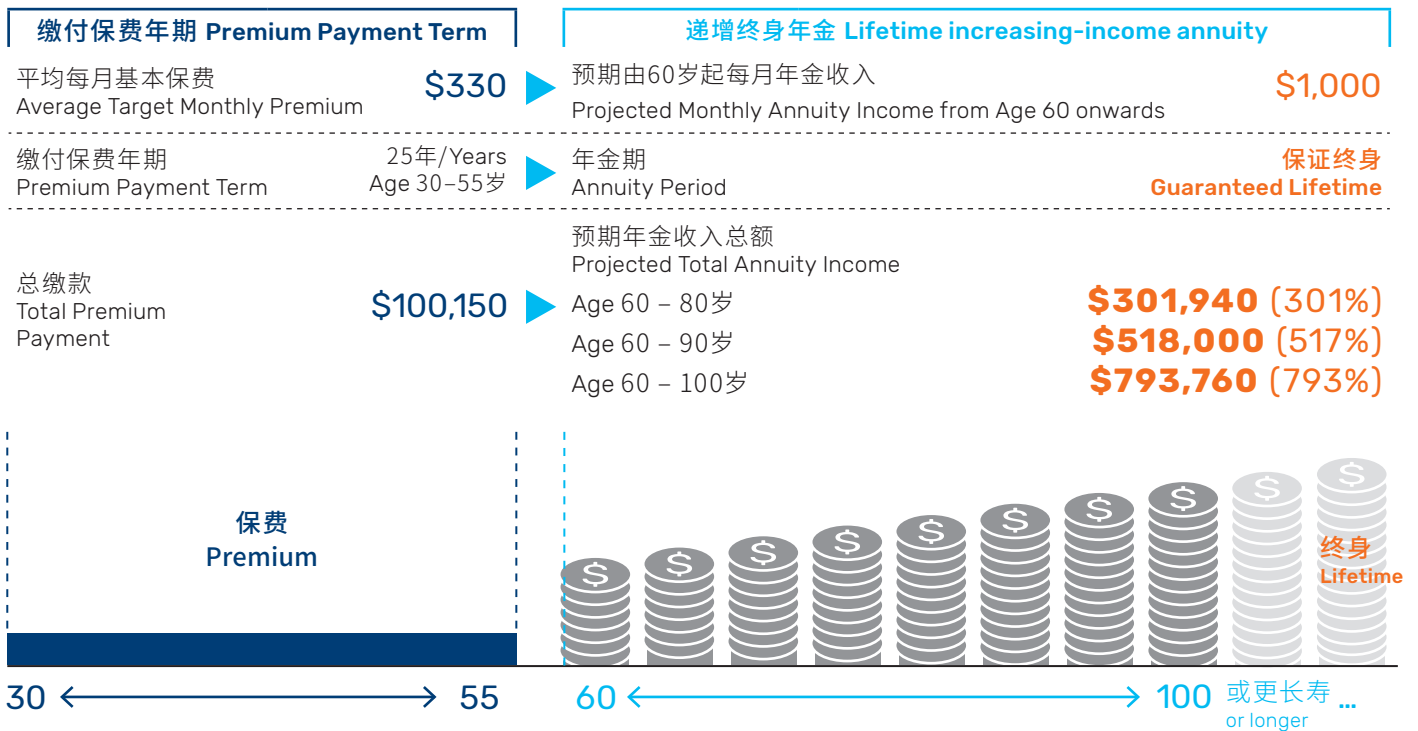 缴付保费年期 Premium Payment Term
平均每月基本保费
Average Target Monthly Premium
$330
缴付保费年期
Premium Payment Term
25年/Years
Age 30–55岁
总缴款
Total Premium
Payment
$100,150
递增终身年金 Lifetime increasing-income annuity
预期由60岁起每月年金收入
Projected Monthly Annuity Income from Age 60 onwards
$1,000
年金期
Annuity Period
保证终身
Guaranteed Lifetime
预期年金收入总额
Projected Total Annuity Income
Age 60 – 80岁 $301,940 (301%)
Age 60 – 90岁 $518,000 (517%)
Age 60 – 100岁 $793,760 (793%)
保费
Premium
$ $ $ $ $ $ $ $ $ $
终身
Lifetime
30 55 60 100 或更长寿 ...
or longer